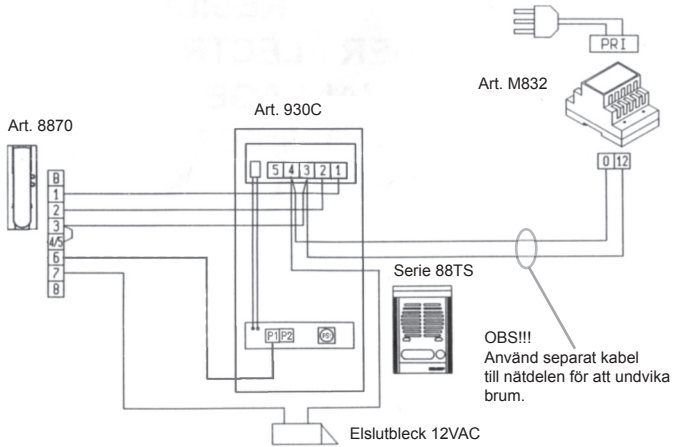 PRI
Art. M832
Art. 930C
Art. 8870
5 4 3 2 1
0 12
B
1
2
3
4/5
6
7
8
Serie 88TS
P1 P2
OBS!!!
Använd separat kabel
till nätdelen för att undvika
brum.
Elslutbleck 12VAC